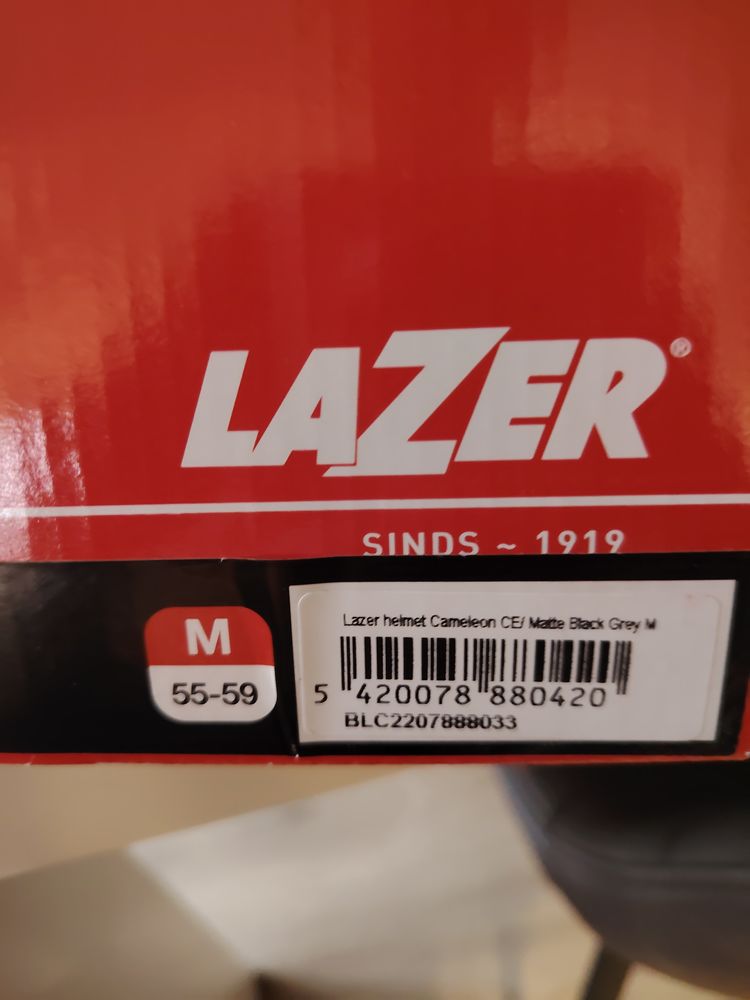 LAZER®
SINDS ~ 1919
M
55-59
Lazer helmet Cameleon CE/ Matte Black Grey M
5 420078 880420
BLC2207888033